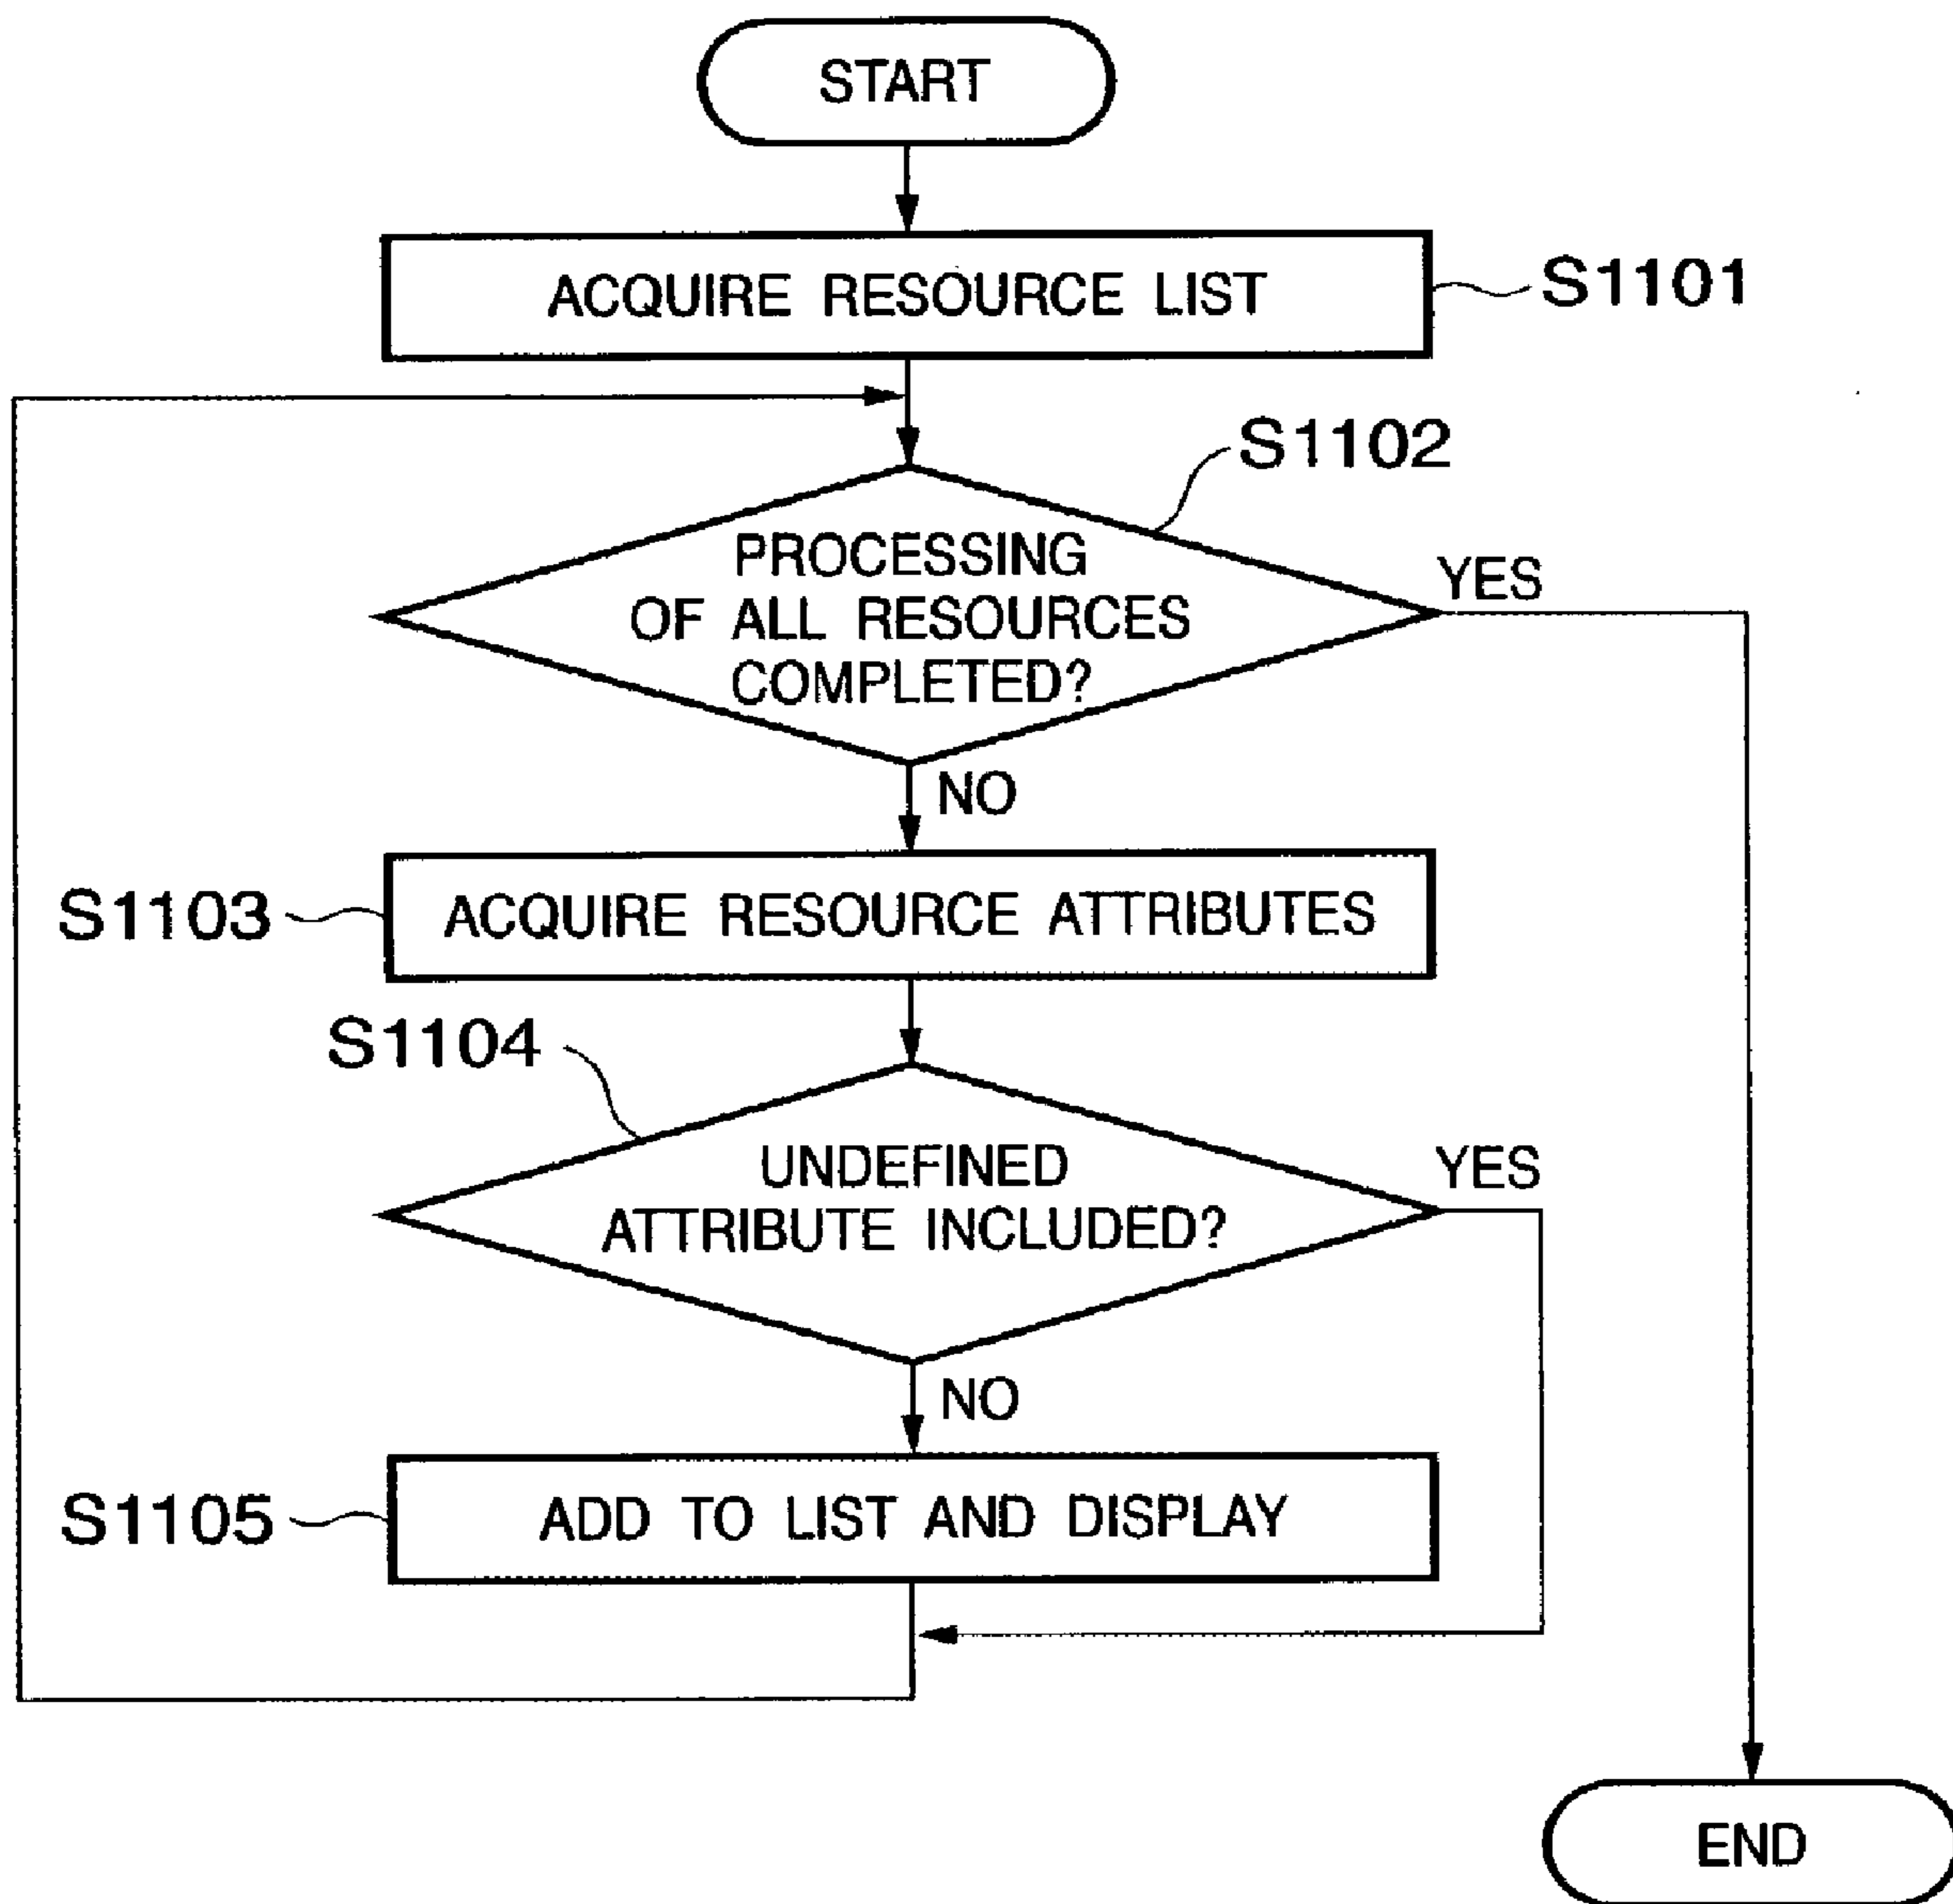 START
ACQUIRE RESOURCE LIST
S1101
S1102
PROCESSING
OF ALL RESOURCES
COMPLETED?
YES
NO
S1103
ACQUIRE RESOURCE ATTRIBUTES
S1104
UNDEFINED
ATTRIBUTE INCLUDED?
YES
NO
S1105
ADD TO LIST AND DISPLAY
END